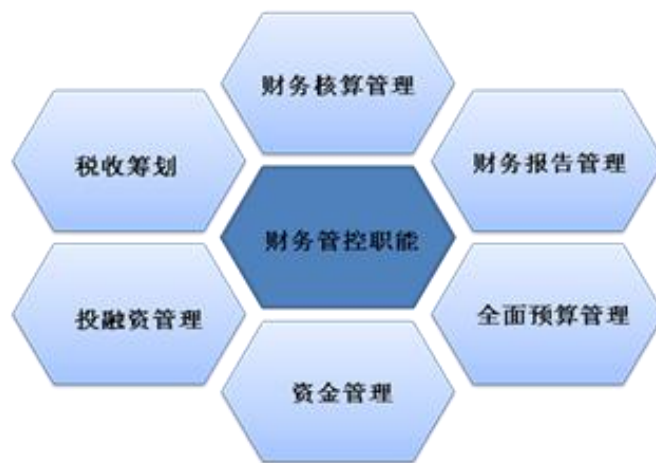 财务核算管理
税收筹划
财务报告管理
财务管控职能
投融资管理
全面预算管理
资金管理